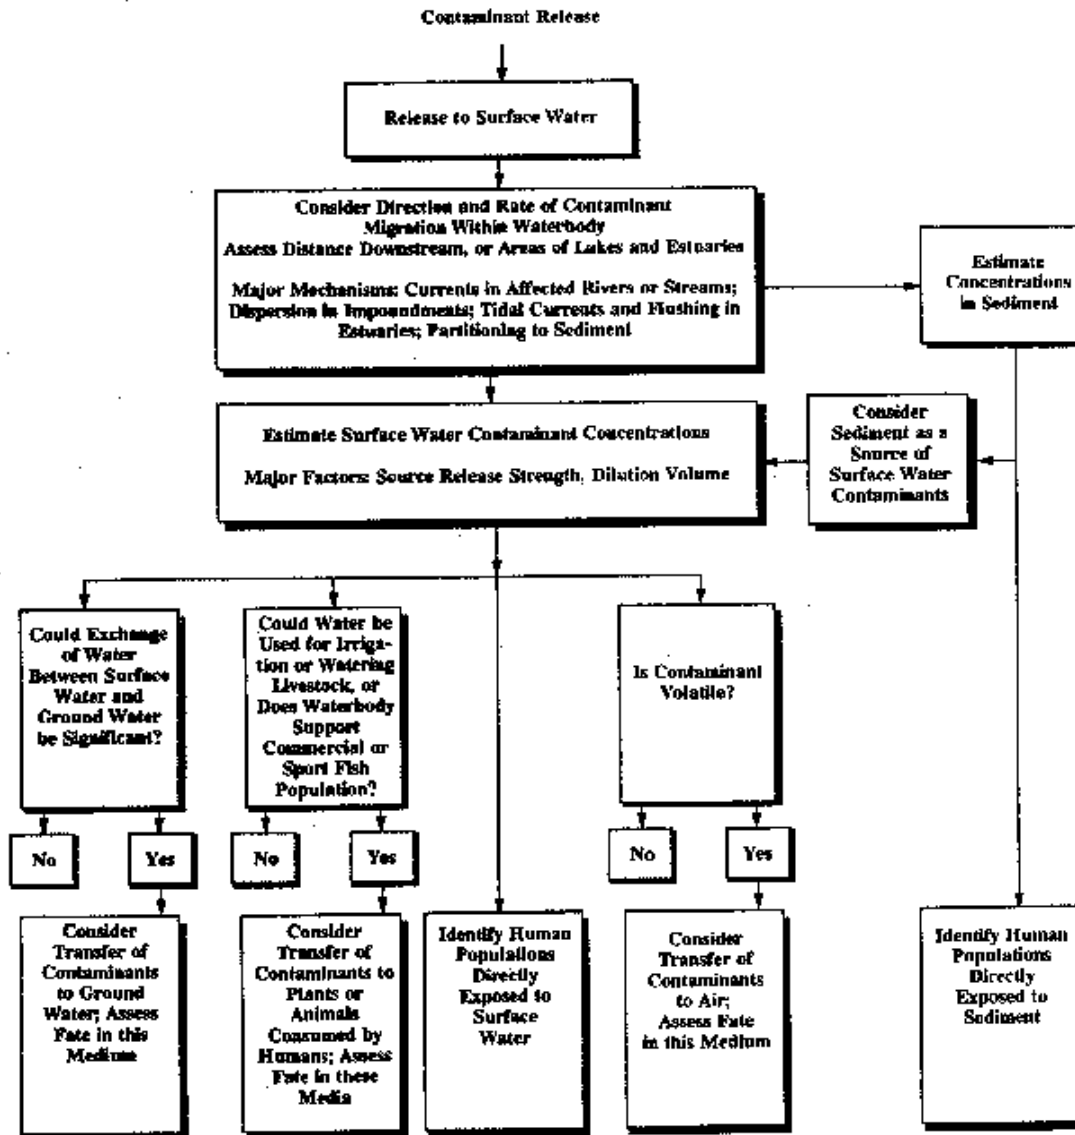 Contaminant Release
Release to Surface Water
Consider Direction and Rate of Contaminant
Migration Within Waterbody
Assess Distance Downstream, or Areas of Lakes and Estuaries
Major Mechanisms: Currents in Affected Rivers or Streams;
Dispersion in Impoundments; Tidal Currents and Flushing in
Estuaries; Partitioning to Sediment
Estimate
Concentrations
in Sediment
Estimate Surface Water Contaminant Concentrations
Major Factors: Source Release Strength, Dilution Volume
Consider
Sediment as a
Source of
Surface Water
Contaminants
Could Exchange
of Water
Between Surface
Water and
Ground Water
be Significant?
Could Water be
Used for Irriga-
tion or Watering
Livestock, or
Does Waterbody
Support
Commercial or
Sport Fish
Population?
Is Contaminant
Volatile?
No
Yes
No
Yes
No
Yes
Consider
Transfer of
Contaminants
to Ground
Water; Assess
Fate in this
Medium
Consider
Transfer of
Contaminants to
Plants or
Animals
Consumed by
Humans; Assess
Fate in these
Media
Identify Human
Populations
Directly
Exposed to
Surface
Water
Consider
Transfer of
Contaminants
to Air;
Assess Fate
in this Medium
Identify Human
Populations
Directly
Exposed to
Sediment